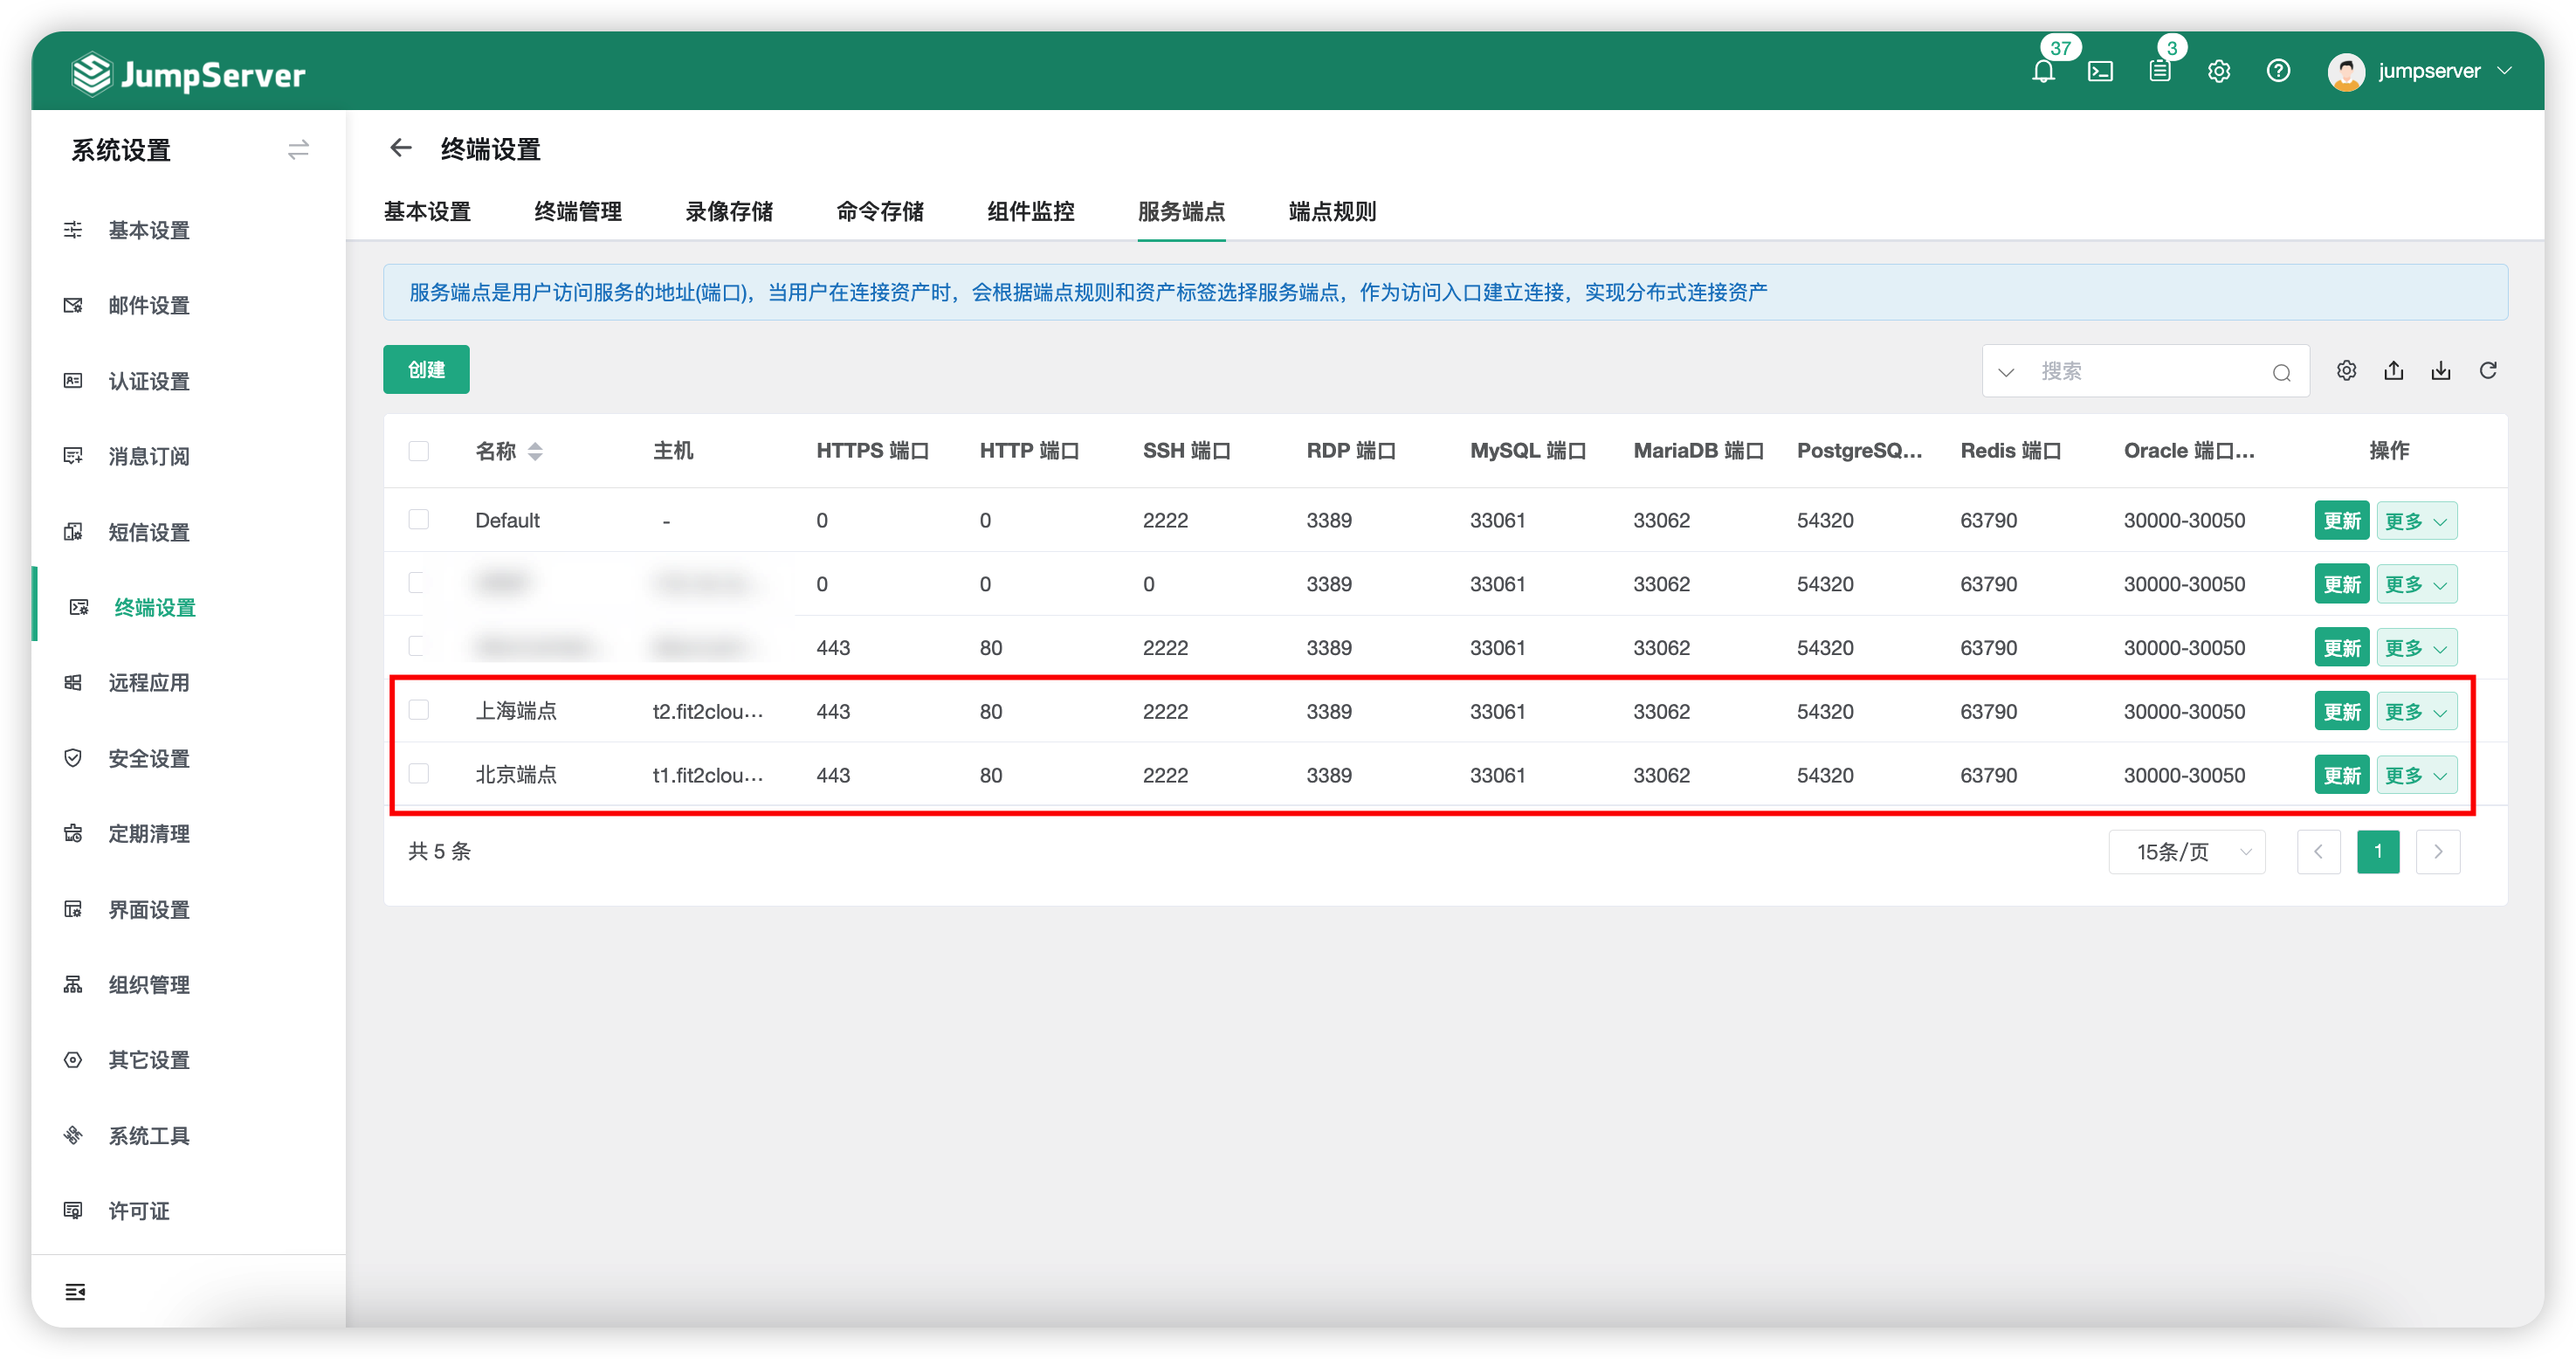 JumpServer
37
3
jumpserver
系统设置
终端设置
基本设置 终端管理 录像存储 命令存储 组件监控 服务端点 端点规则
基本设置
邮件设置
认证设置
消息订阅
短信设置
终端设置
远程应用
安全设置
定期清理
界面设置
组织管理
其它设置
系统工具
许可证
服务端点是用户访问服务的地址(端口)，当用户在连接资产时，会根据端点规则和资产标签选择服务端点，作为访问入口建立连接，实现分布式连接资产
创建
搜索
名称 主机 HTTPS 端口 HTTP 端口 SSH 端口 RDP 端口 MySQL 端口 MariaDB 端口 PostgreSQ... Redis 端口 Oracle 端口... 操作
Default - 0 0 2222 3389 33061 33062 54320 63790 30000-30050 更新 更多
0 0 0 3389 33061 33062 54320 63790 30000-30050 更新 更多
443 80 2222 3389 33061 33062 54320 63790 30000-30050 更新 更多
上海端点 t2.fit2clou... 443 80 2222 3389 33061 33062 54320 63790 30000-30050 更新 更多
北京端点 t1.fit2clou... 443 80 2222 3389 33061 33062 54320 63790 30000-30050 更新 更多
共 5 条
15条/页
1